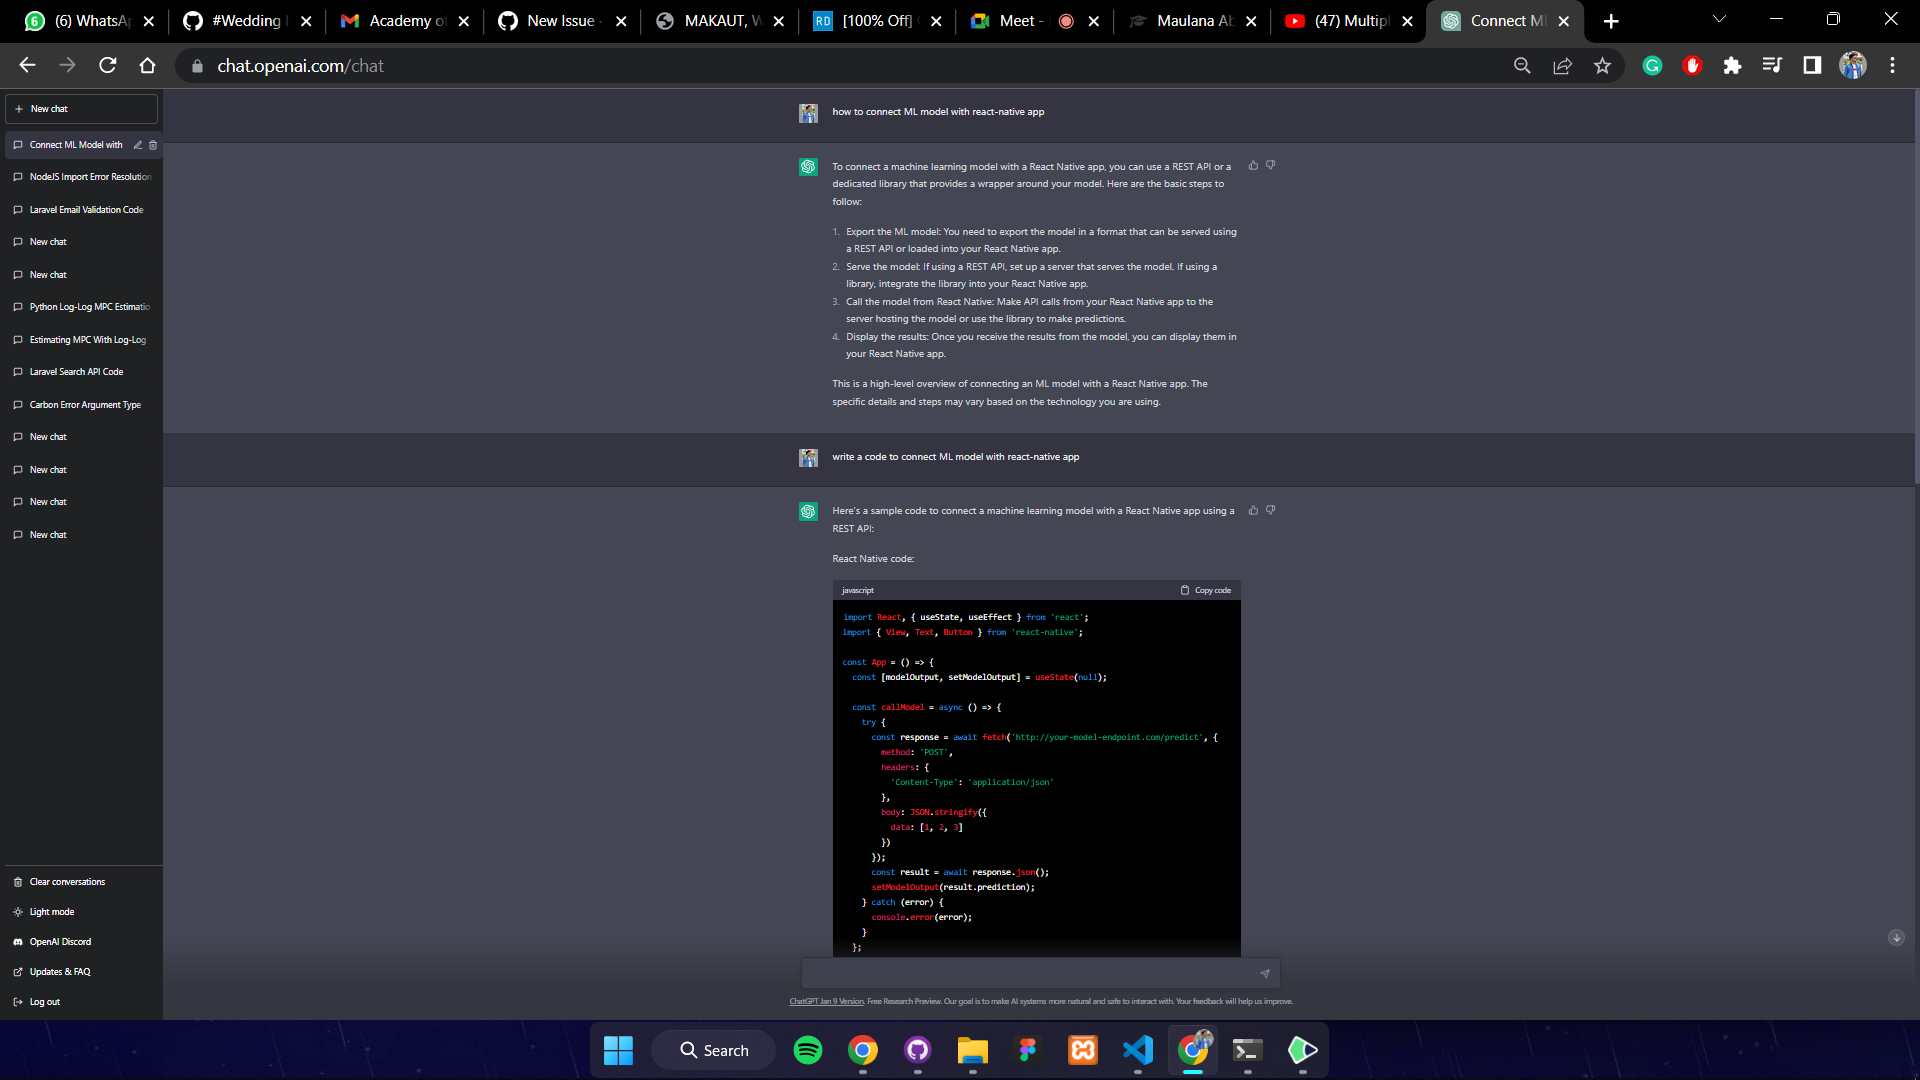 (6) WhatsA
#Wedding
Academy of
New Issue ·
MAKAUT, W
RD [100% Off]
Meet -
Maulana Ab
(47) Multipl
Connect ML
chat.openai.com/chat
New chat
Connect ML Model with
NodeJS Import Error Resolution
Laravel Email Validation Code
New chat
New chat
Python Log-Log MPC Estimatio
Estimating MPC With Log-Log
Laravel Search API Code
Carbon Error Argument Type
New chat
New chat
New chat
New chat
Clear conversations
Light mode
OpenAI Discord
Updates & FAQ
Log out
how to connect ML model with react-native app
To connect a machine learning model with a React Native app, you can use a REST API or a
dedicated library that provides a wrapper around your model. Here are the basic steps to
follow:
1. Export the ML model: You need to export the model in a format that can be served using
a REST API or loaded into your React Native app.
2. Serve the model: If using a REST API, set up a server that serves the model. If using a
library, integrate the library into your React Native app.
3. Call the model from React Native: Make API calls from your React Native app to the
server hosting the model or use the library to make predictions.
4. Display the results: Once you receive the results from the model, you can display them in
your React Native app.
This is a high-level overview of connecting an ML model with a React Native app. The
specific details and steps may vary based on the technology you are using.
write a code to connect ML model with react-native app
Here's a sample code to connect a machine learning model with a React Native app using a
REST API:
React Native code:
javascript
Copy code
import React, { useState, useEffect } from 'react';
import { View, Text, Button } from 'react-native';
const App = () => {
const [modelOutput, setModelOutput] = useState(null);
const callModel = async () => {
try {
const response = await fetch('http://your-model-endpoint.com/predict', {
method: 'POST',
headers: {
'Content-Type': 'application/json'
},
body: JSON.stringify({
data: [1, 2, 3]
})
});
const result = await response.json();
setModelOutput(result.prediction);
} catch (error) {
console.error(error);
}
};
ChatGPT Jan 9 Version. Free Research Preview. Our goal is to make AI systems more natural and safe to interact with. Your feedback will help us improve.
Search